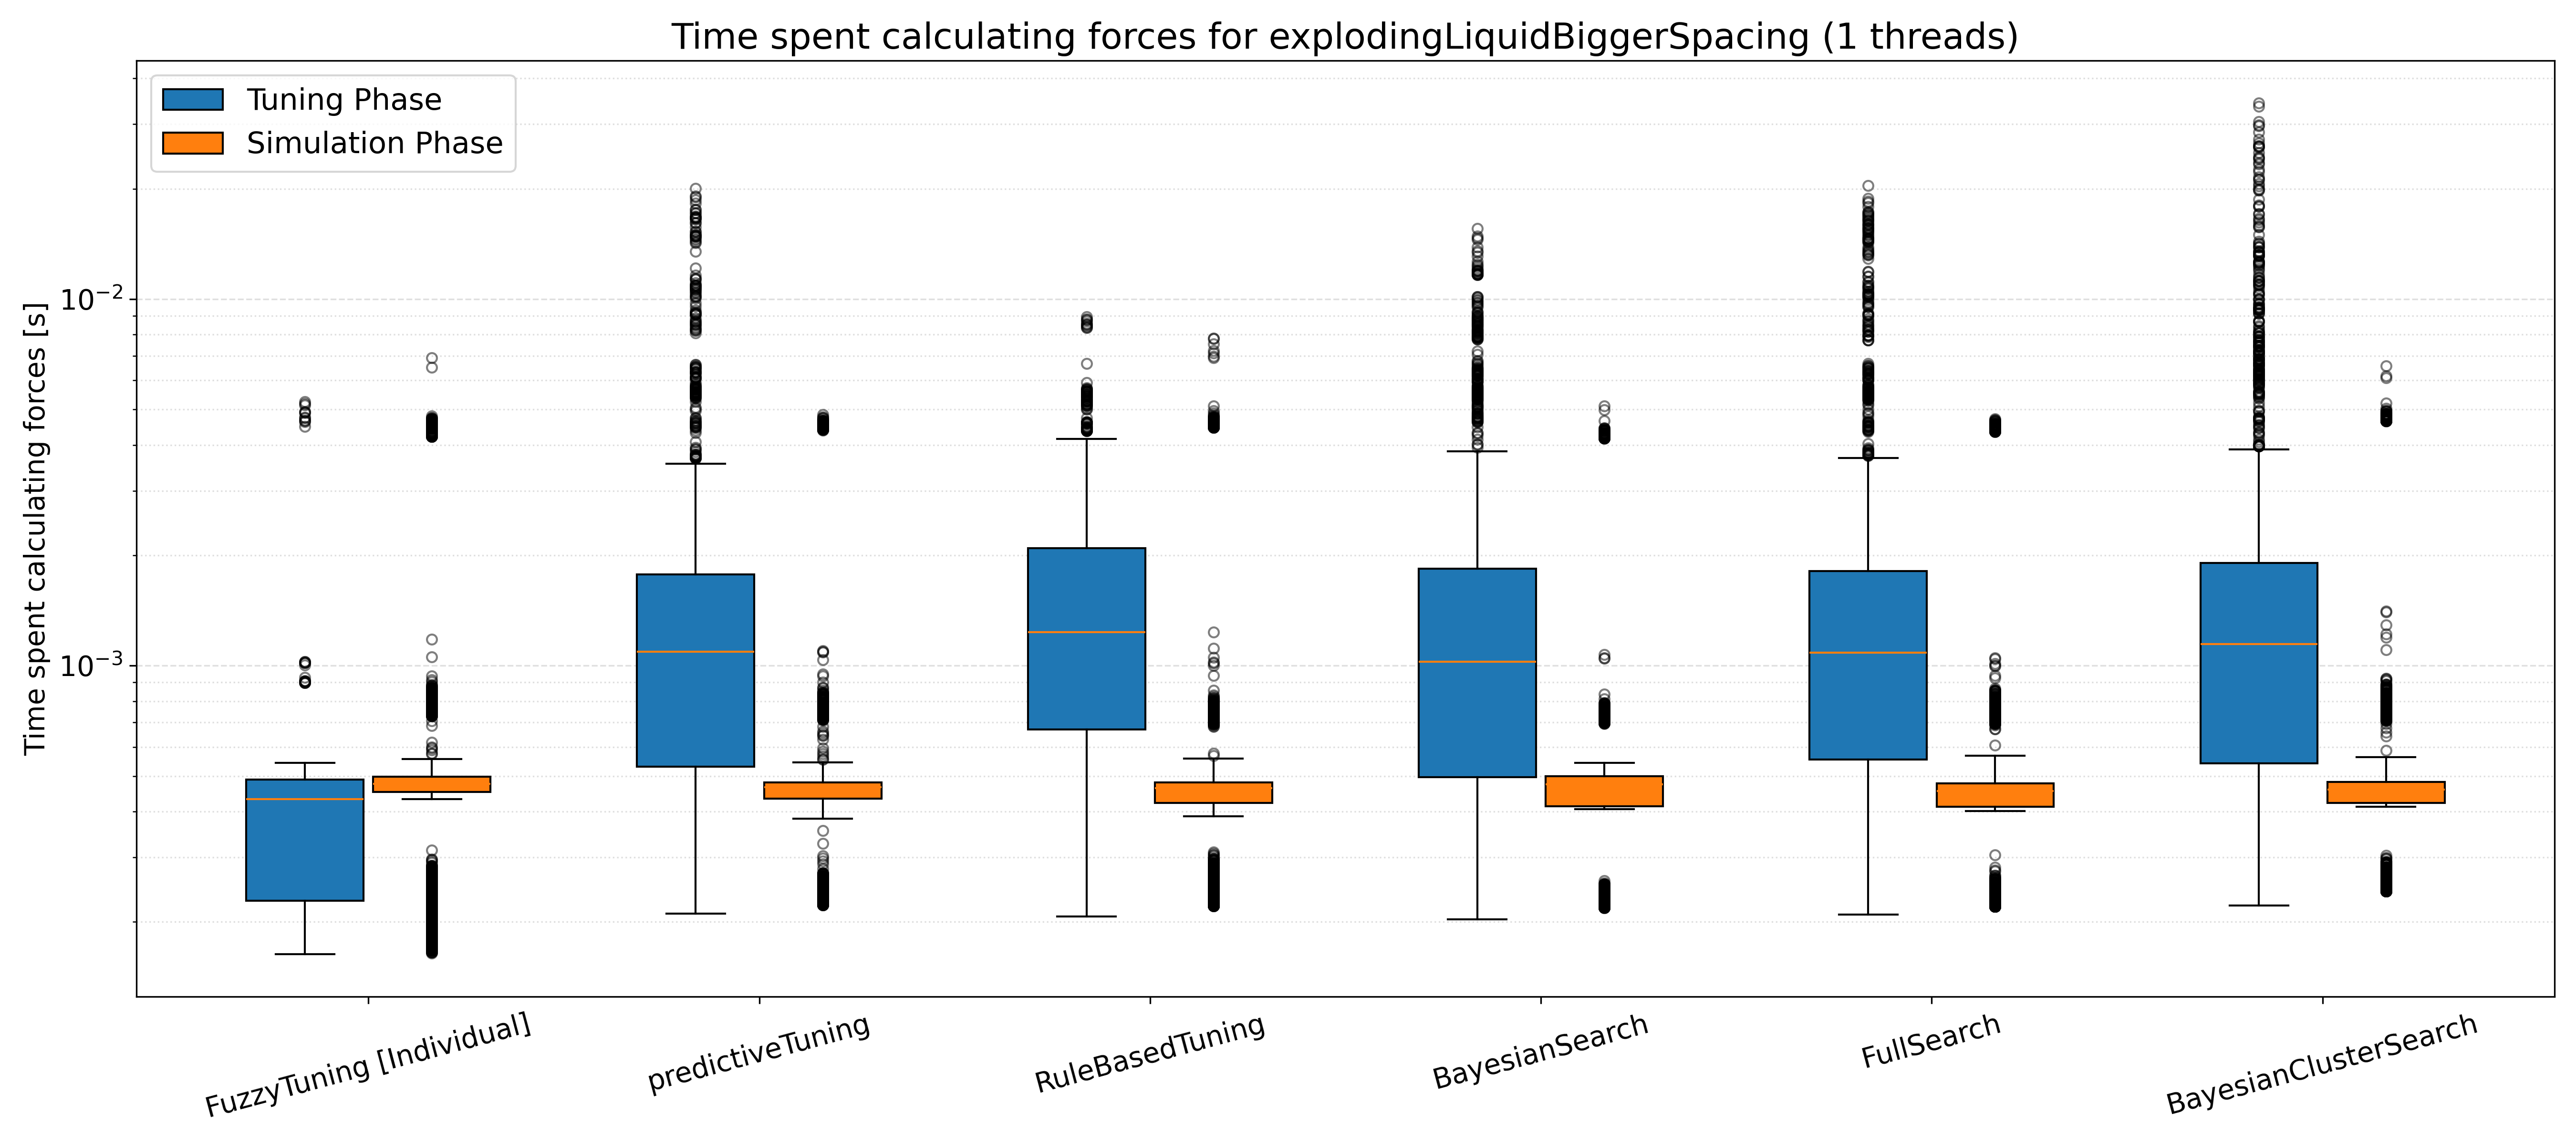 Time spent calculating forces for explodingLiquidBiggerSpacing (1 threads)
Tuning Phase
Simulation Phase
Time spent calculating forces [s]
10⁻²
10⁻³
FuzzyTuning [Individual]
predictiveTuning
RuleBasedTuning
BayesianSearch
FullSearch
BayesianClusterSearch